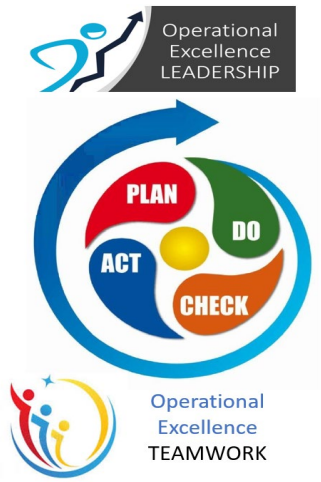 Operational
Excellence
LEADERSHIP
PLAN
DO
ACT
CHECK
Operational
Excellence
TEAMWORK